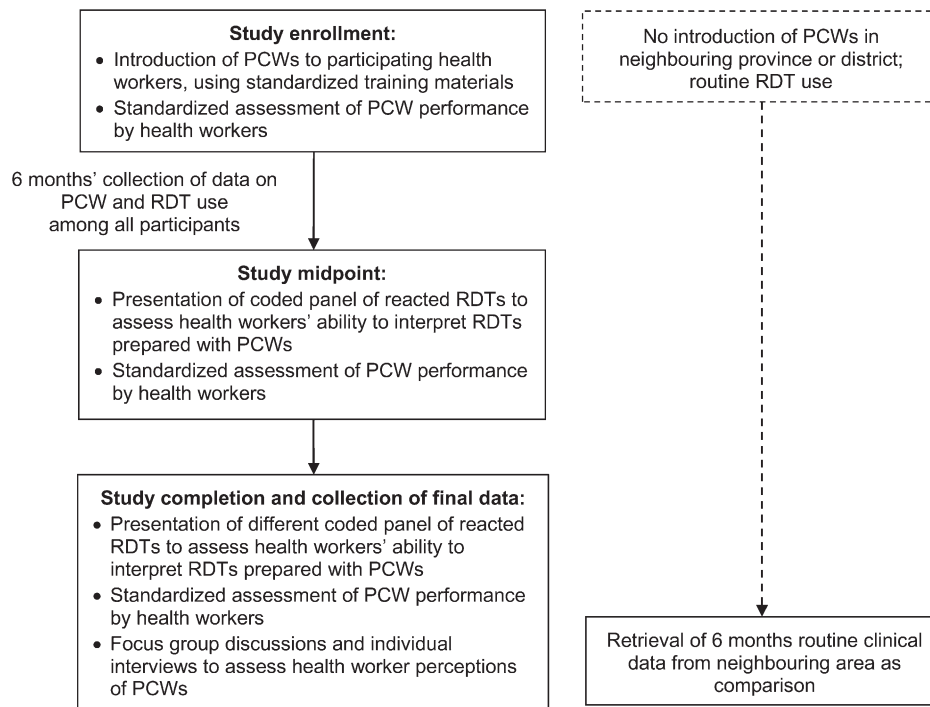 Study enrollment:
• Introduction of PCWs to participating health
workers, using standardized training materials
• Standardized assessment of PCW performance
by health workers
No introduction of PCWs in
neighbouring province or district;
routine RDT use
6 months’ collection of data on
PCW and RDT use
among all participants
Study midpoint:
• Presentation of coded panel of reacted RDTs to
assess health workers’ ability to interpret RDTs
prepared with PCWs
• Standardized assessment of PCW performance
by health workers
Study completion and collection of final data:
• Presentation of different coded panel of reacted
RDTs to assess health workers’ ability to
interpret RDTs prepared with PCWs
• Standardized assessment of PCW performance
by health workers
• Focus group discussions and individual
interviews to assess health worker perceptions
of PCWs
Retrieval of 6 months routine clinical
data from neighbouring area as
comparison